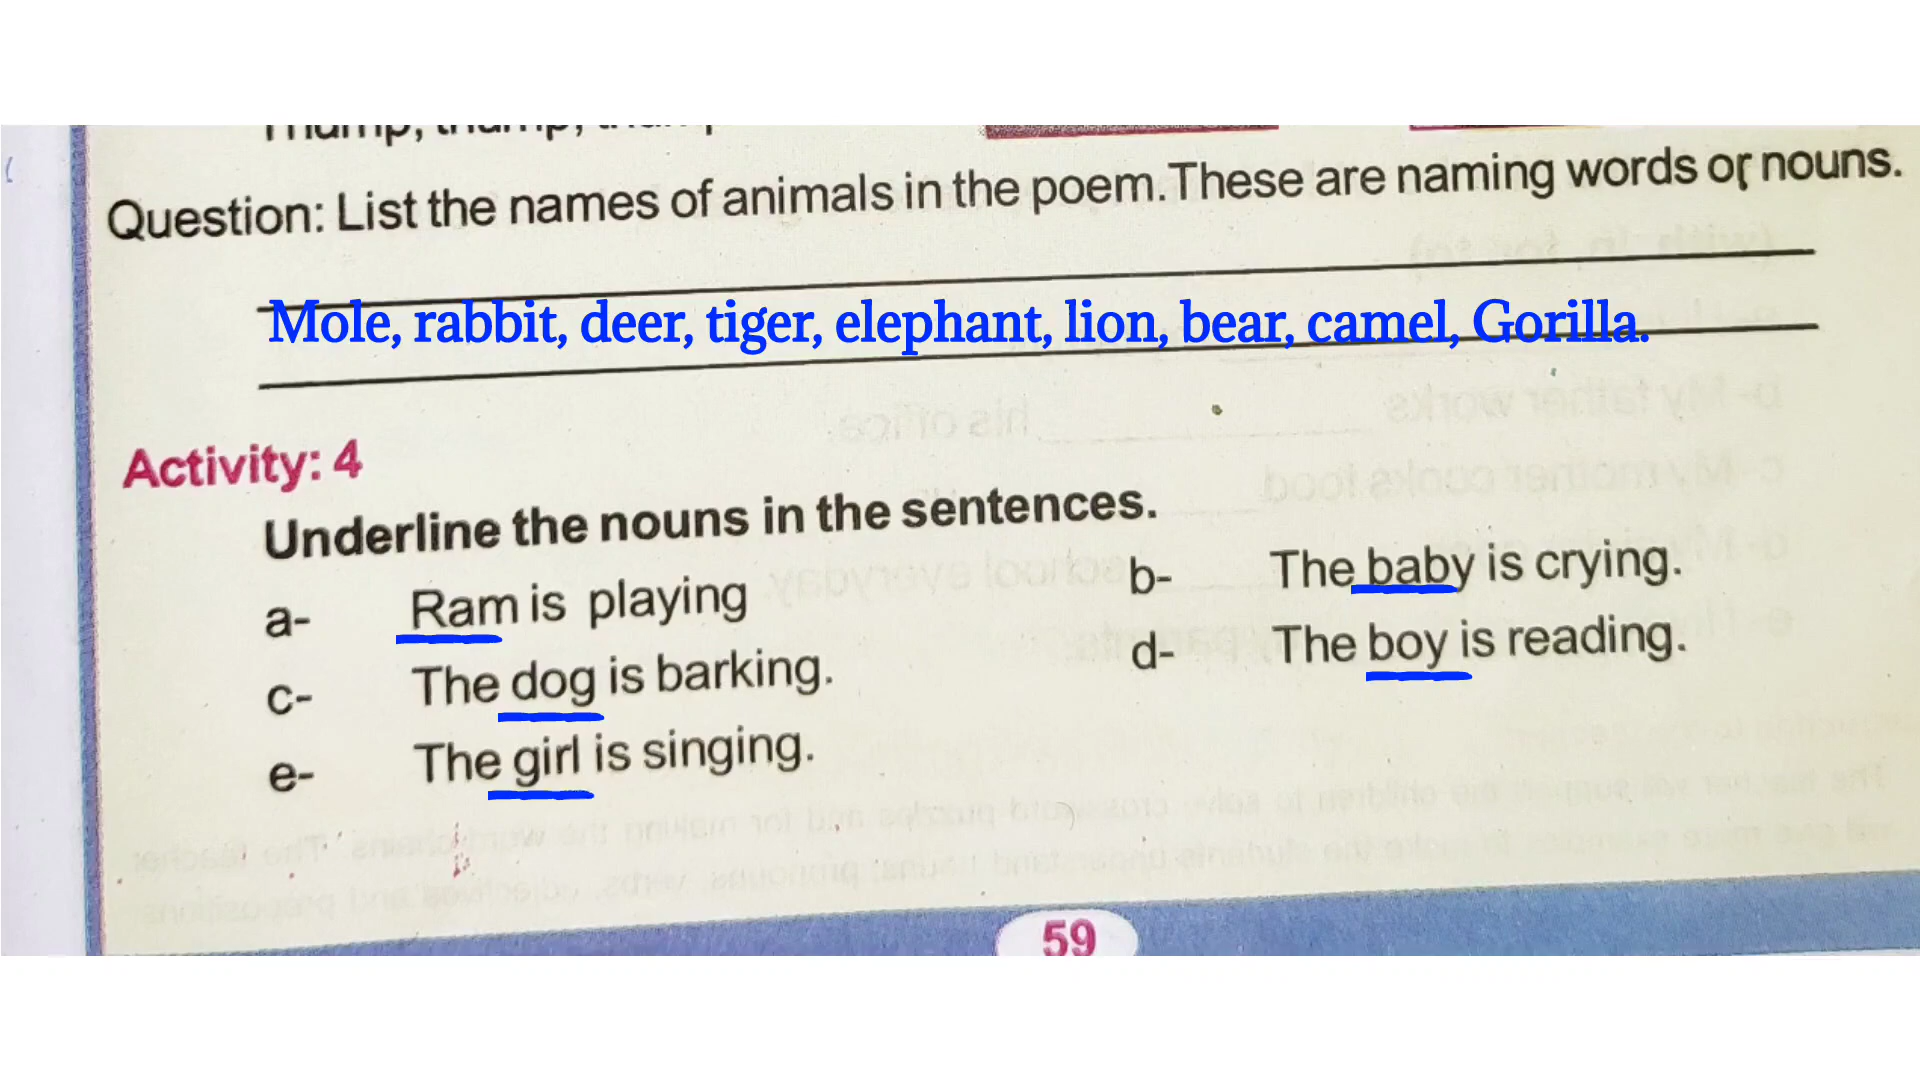 Question: List the names of animals in the poem. These are naming words or nouns.
Mole, rabbit, deer, tiger, elephant, lion, bear, camel, Gorilla.
Activity: 4
Underline the nouns in the sentences.
a- Ram is playing
b- The baby is crying.
c- The dog is barking.
d- The boy is reading.
e- The girl is singing.
59